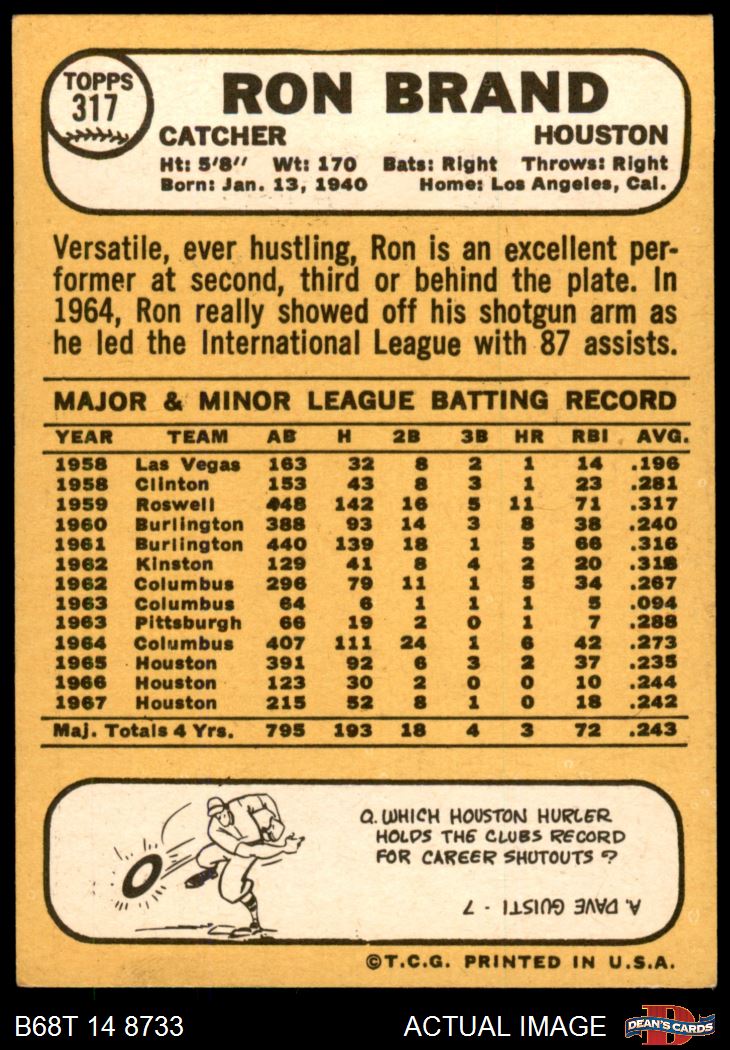 TOPPS
317
RON BRAND
CATCHER HOUSTON
Ht: 5'8'' Wt: 170 Bats: Right Throws: Right
Born: Jan. 13, 1940 Home: Los Angeles, Cal.
Versatile, ever hustling, Ron is an excellent per-
former at second, third or behind the plate. In
1964, Ron really showed off his shotgun arm as
he led the International League with 87 assists.
MAJOR & MINOR LEAGUE BATTING RECORD
YEAR TEAM AB H 2B 3B HR RBI AVG.
1958 Las Vegas 163 32 8 2 1 14 .196
1958 Clinton 153 43 8 3 1 23 .281
1959 Roswell 448 142 16 5 11 71 .317
1960 Burlington 388 93 14 3 8 38 .240
1961 Burlington 440 139 18 1 5 66 .316
1962 Kinston 129 41 8 4 2 20 .318
1962 Columbus 296 79 11 1 5 34 .267
1963 Columbus 64 6 1 1 1 5 .094
1963 Pittsburgh 66 19 2 0 1 7 .288
1964 Columbus 407 111 24 1 6 42 .273
1965 Houston 391 92 6 3 2 37 .235
1966 Houston 123 30 2 0 0 10 .244
1967 Houston 215 52 8 1 0 18 .242
Maj. Totals 4 Yrs. 795 193 18 4 3 72 .243
Q. WHICH HOUSTON HURLER
HOLDS THE CLUBS RECORD
FOR CAREER SHUTOUTS?
A. DAVE GUISTI - 7
©T.C.G. PRINTED IN U.S.A.
B68T 14 8733 ACTUAL IMAGE
D
DEAN'S CARDS